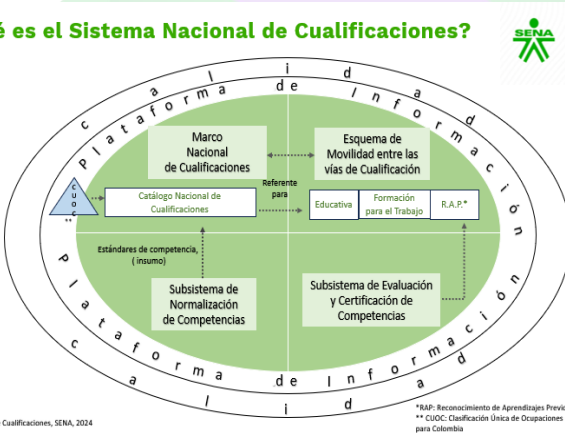 é es el Sistema Nacional de Cualificaciones?
SENA
calidad
Plataforma de Información
Marco
Nacional
de Cualificaciones
Esquema de
Movilidad entre las
vías de Cualificación
Referente
para
CUOC
**
Catálogo Nacional de
Cualificaciones
Educativa
Formación
para el Trabajo
R.A.P.*
Estándares de competencia,
( insumo)
Subsistema de
Normalización
de Competencias
Subsistema de Evaluación
y Certificación de
Competencias
Plataforma de Información
calidad
Cualificaciones, SENA, 2024
*RAP: Reconocimiento de Aprendizajes Previo
** CUOC: Clasificación Única de Ocupaciones
para Colombia